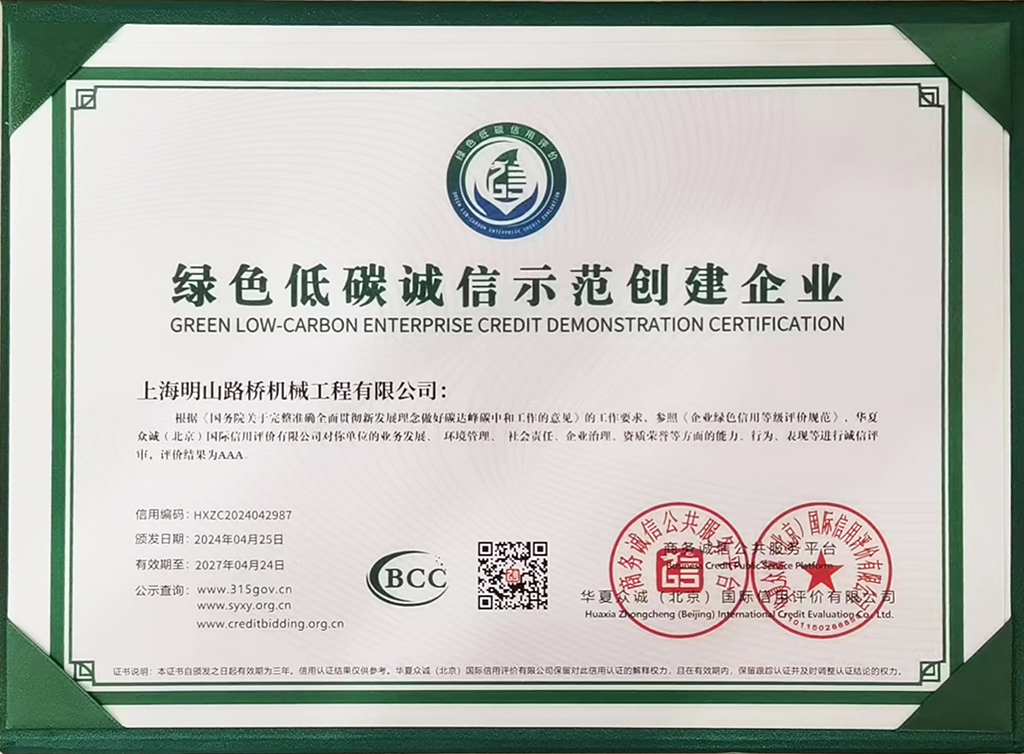 绿色低碳信用评价
GREEN LOW-CARBON ENTERPRISE CREDIT EVALUATION
绿色低碳诚信示范创建企业
GREEN LOW-CARBON ENTERPRISE CREDIT DEMONSTRATION CERTIFICATION
上海明山路桥机械工程有限公司：
根据《国务院关于完整准确全面贯彻新发展理念做好碳达峰碳中和工作的意见》的工作要求，参照《企业绿色信用等级评价规范》，华夏
众诚（北京）国际信用评价有限公司对你单位的业务发展、环境管理、社会责任、企业治理、资质荣誉等方面的能力、行为、表现等进行诚信评
审，评价结果为AAA。
信用编码：HXZC2024042987
颁发日期：2024年04月25日
有效期至：2027年04月24日
公示查询：www.315gov.cn
www.syxy.org.cn
www.creditbidding.org.cn
BCC
商务诚信公共服务平台
商务诚信公共服务平台
Business Credit Public Service Platform
华夏众诚（北京）国际信用评价有限公司
Huaxia Zhongcheng (Beijing) International Credit Evaluation Co., Ltd.
证书说明：本证书自颁发之日起有效期为三年。信用认证结果仅供参考。华夏众诚（北京）国际信用评价有限公司保留对此信用认证的解释权力，且在有效期内，保留跟踪认证并及时调整认证结论的权力。